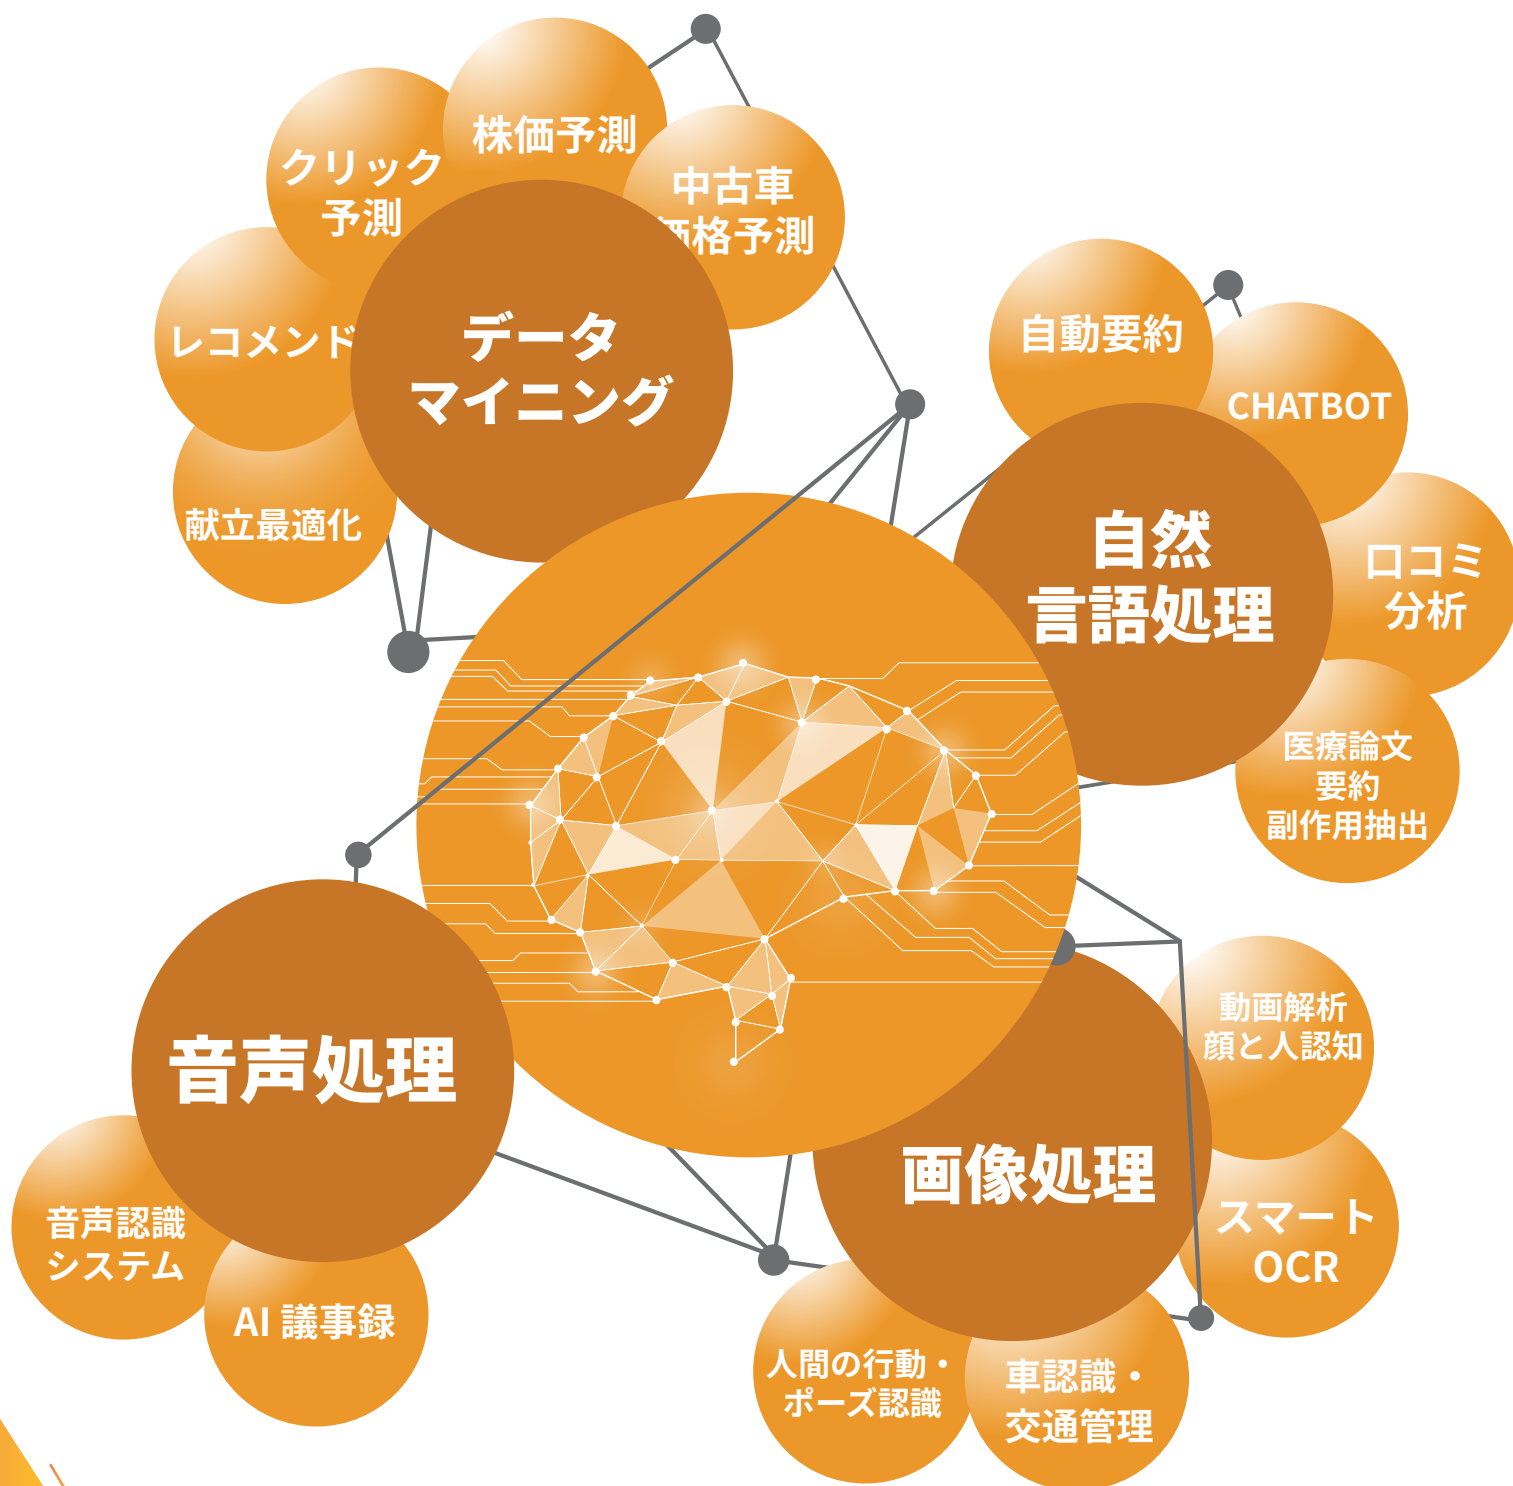 株価予測
クリック
予測
中古車
価格予測
レコメンド
献立最適化
データ
マイニング
自動要約
CHATBOT
口コミ
分析
医療論文
要約
副作用抽出
自然
言語処理
音声処理
音声認識
システム
AI 議事録
画像処理
動画解析
顔と人認知
スマート
OCR
人間の行動・
ポーズ認識
車認識・
交通管理